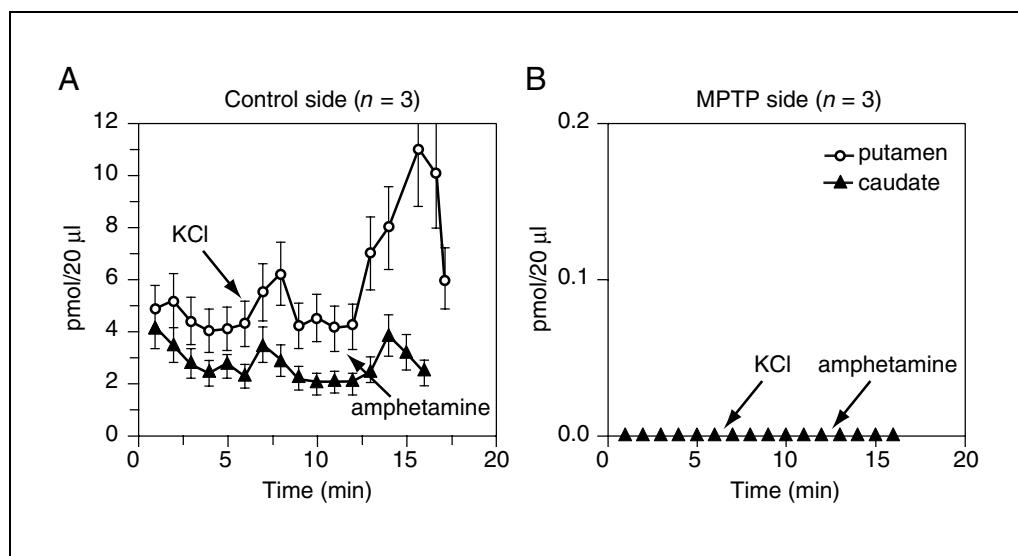 A
Control side (n = 3)
12
10
8
6
4
2
0
pmol/20 µl
KCl
amphetamine
0
5
10
15
20
Time (min)
B
MPTP side (n = 3)
0.2
0.1
0.0
pmol/20 µl
putamen
caudate
KCl
amphetamine
0
5
10
15
20
Time (min)